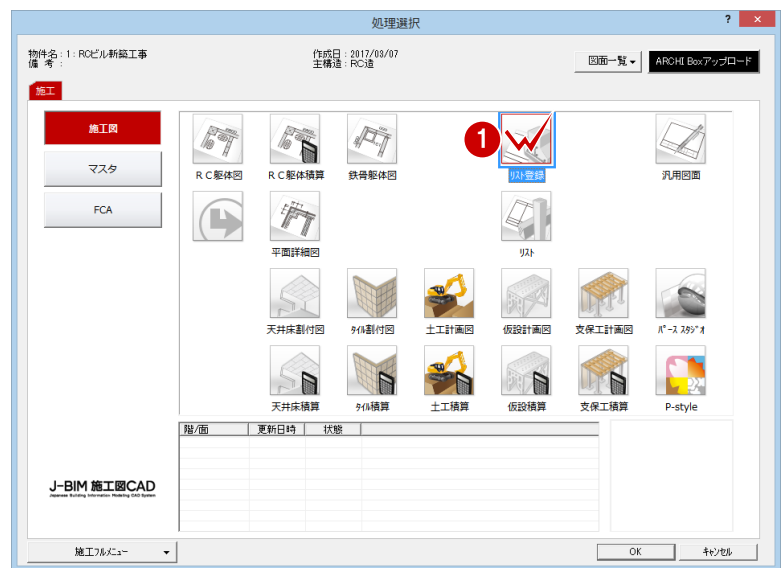 処理選択
? ×
物件名:1:RCビル新築工事
作成日:2017/03/07
備 考:
主構造:RC造
図面一覧
ARCHI Boxアップロード
施工
施工図
マスタ
FCA
1
RC躯体図
RC躯体積算
鉄骨躯体図
リスト登録
汎用図面
平面詳細図
リスト
天井床割付図
タイル割付図
土工計画図
仮設計画図
支保工計画図
パース スタジオ
天井床積算
タイル積算
土工積算
仮設積算
支保工積算
P-style
階/面
更新日時
状態
J-BIM 施工図CAD
Japanese Building Information Modeling CAD System
施工フルメニュー
OK
キャンセル